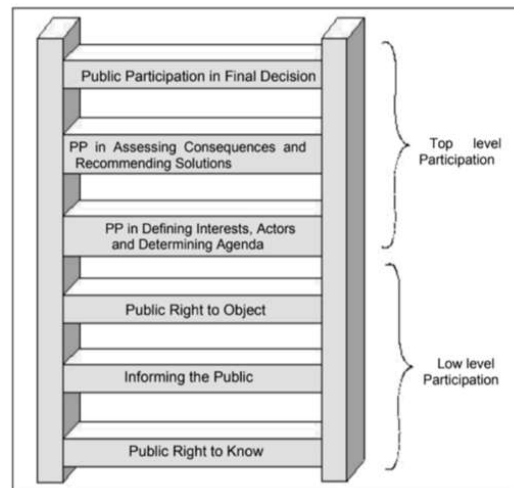 Public Participation in Final Decision
PP in Assessing Consequences and
Recommending Solutions
PP in Defining Interests, Actors
and Determining Agenda
Public Right to Object
Informing the Public
Public Right to Know
Top level
Participation
Low level
Participation